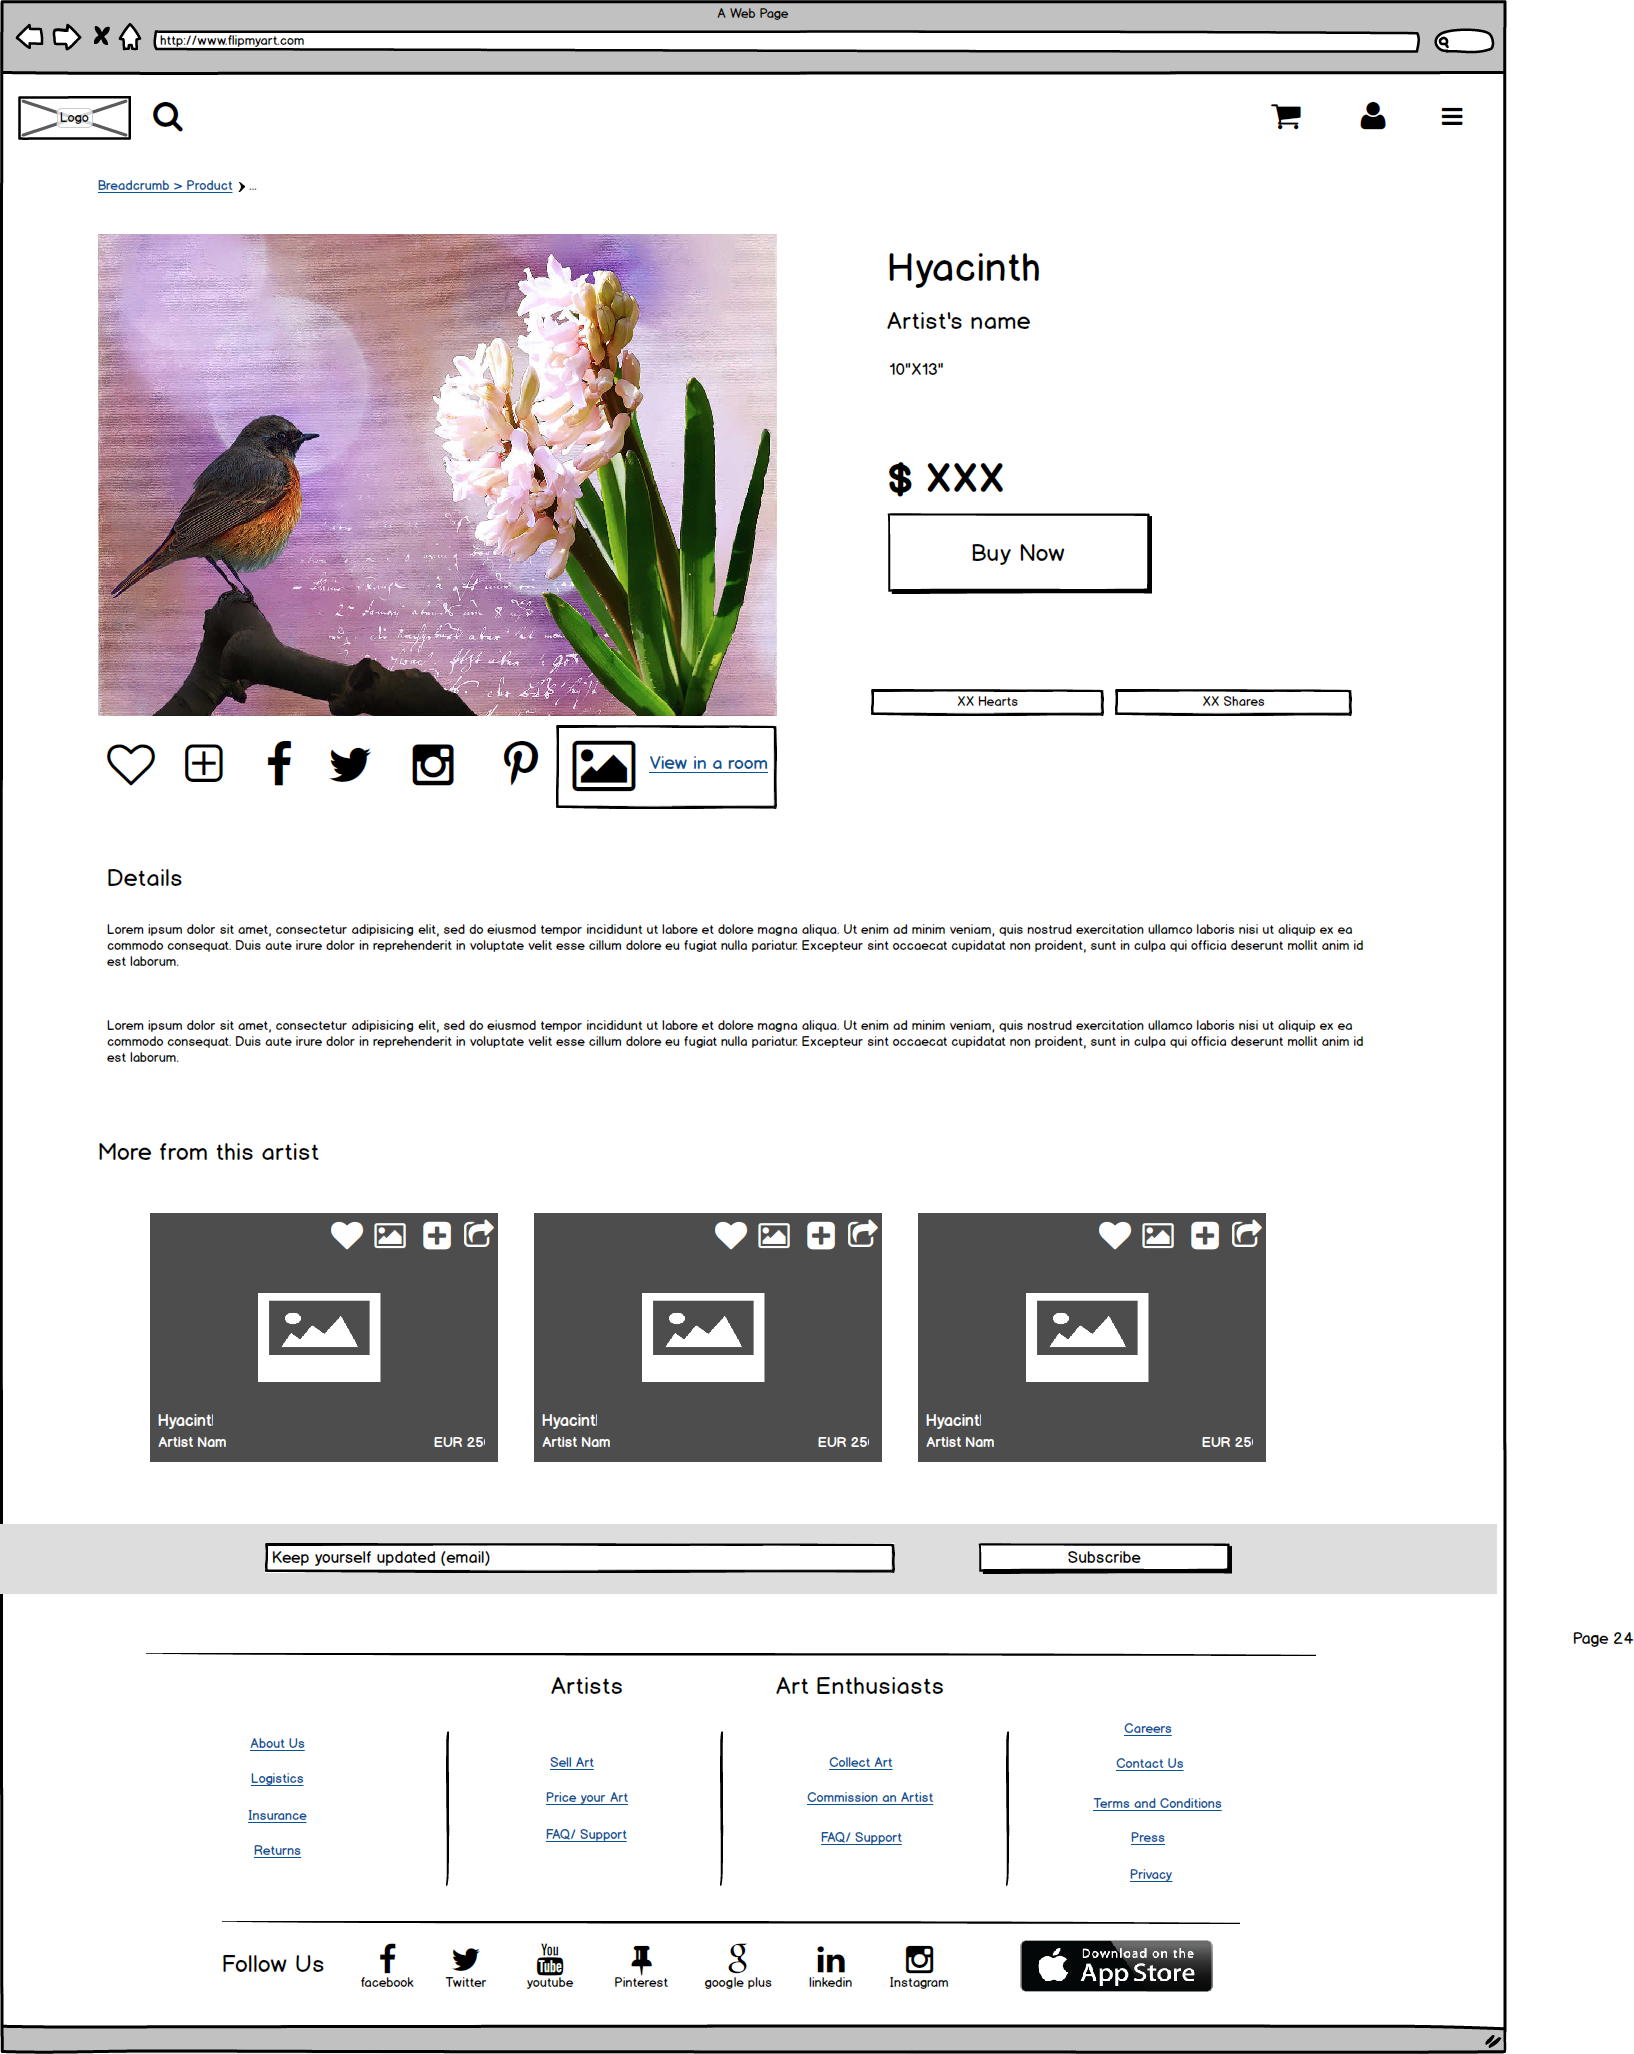 A Web Page
http://www.flipmyart.com
Logo
Breadcrumb > Product ...
Hyacinth
Artist's name
10"X13"
$ XXX
Buy Now
XX Hearts
XX Shares
View in a room
Details
Lorem ipsum dolor sit amet, consectetur adipisicing elit, sed do eiusmod tempor incididunt ut labore et dolore magna aliqua. Ut enim ad minim veniam, quis nostrud exercitation ullamco laboris nisi ut aliquip ex ea
commodo consequat. Duis aute irure dolor in reprehenderit in voluptate velit esse cillum dolore eu fugiat nulla pariatur. Excepteur sint occaecat cupidatat non proident, sunt in culpa qui officia deserunt mollit anim id
est laborum.
Lorem ipsum dolor sit amet, consectetur adipisicing elit, sed do eiusmod tempor incididunt ut labore et dolore magna aliqua. Ut enim ad minim veniam, quis nostrud exercitation ullamco laboris nisi ut aliquip ex ea
commodo consequat. Duis aute irure dolor in reprehenderit in voluptate velit esse cillum dolore eu fugiat nulla pariatur. Excepteur sint occaecat cupidatat non proident, sunt in culpa qui officia deserunt mollit anim id
est laborum.
More from this artist
Hyacint
Artist Nam EUR 25
Hyacint
Artist Nam EUR 25
Hyacint
Artist Nam EUR 25
Keep yourself updated (email)
Subscribe
Page 24
Artists
Art Enthusiasts
About Us
Logistics
Insurance
Returns
Sell Art
Price your Art
FAQ/ Support
Collect Art
Commission an Artist
FAQ/ Support
Careers
Contact Us
Terms and Conditions
Press
Privacy
Follow Us
facebook
Twitter
You
Tube
youtube
Pinterest
google plus
linkedin
Instagram
Download on the
App Store